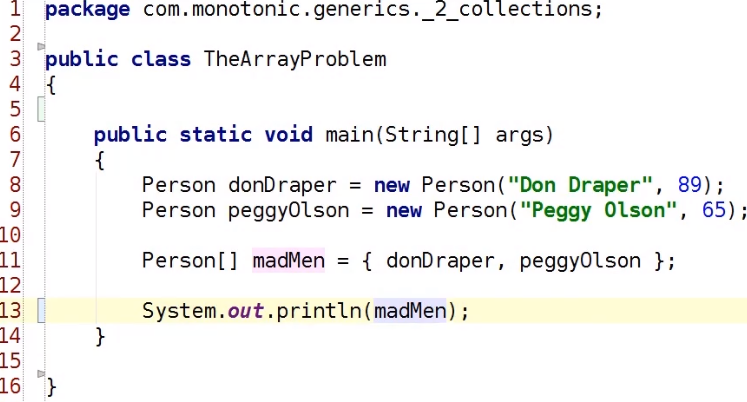 1 package com.monotonic.generics._2_collections;
2
3 public class TheArrayProblem
4 {
5
6 public static void main(String[] args)
7 {
8 Person donDraper = new Person("Don Draper", 89);
9 Person peggyOlson = new Person("Peggy Olson", 65);
10
11 Person[] madMen = { donDraper, peggyOlson };
12
13 System.out.println(madMen);
14 }
15
16 }